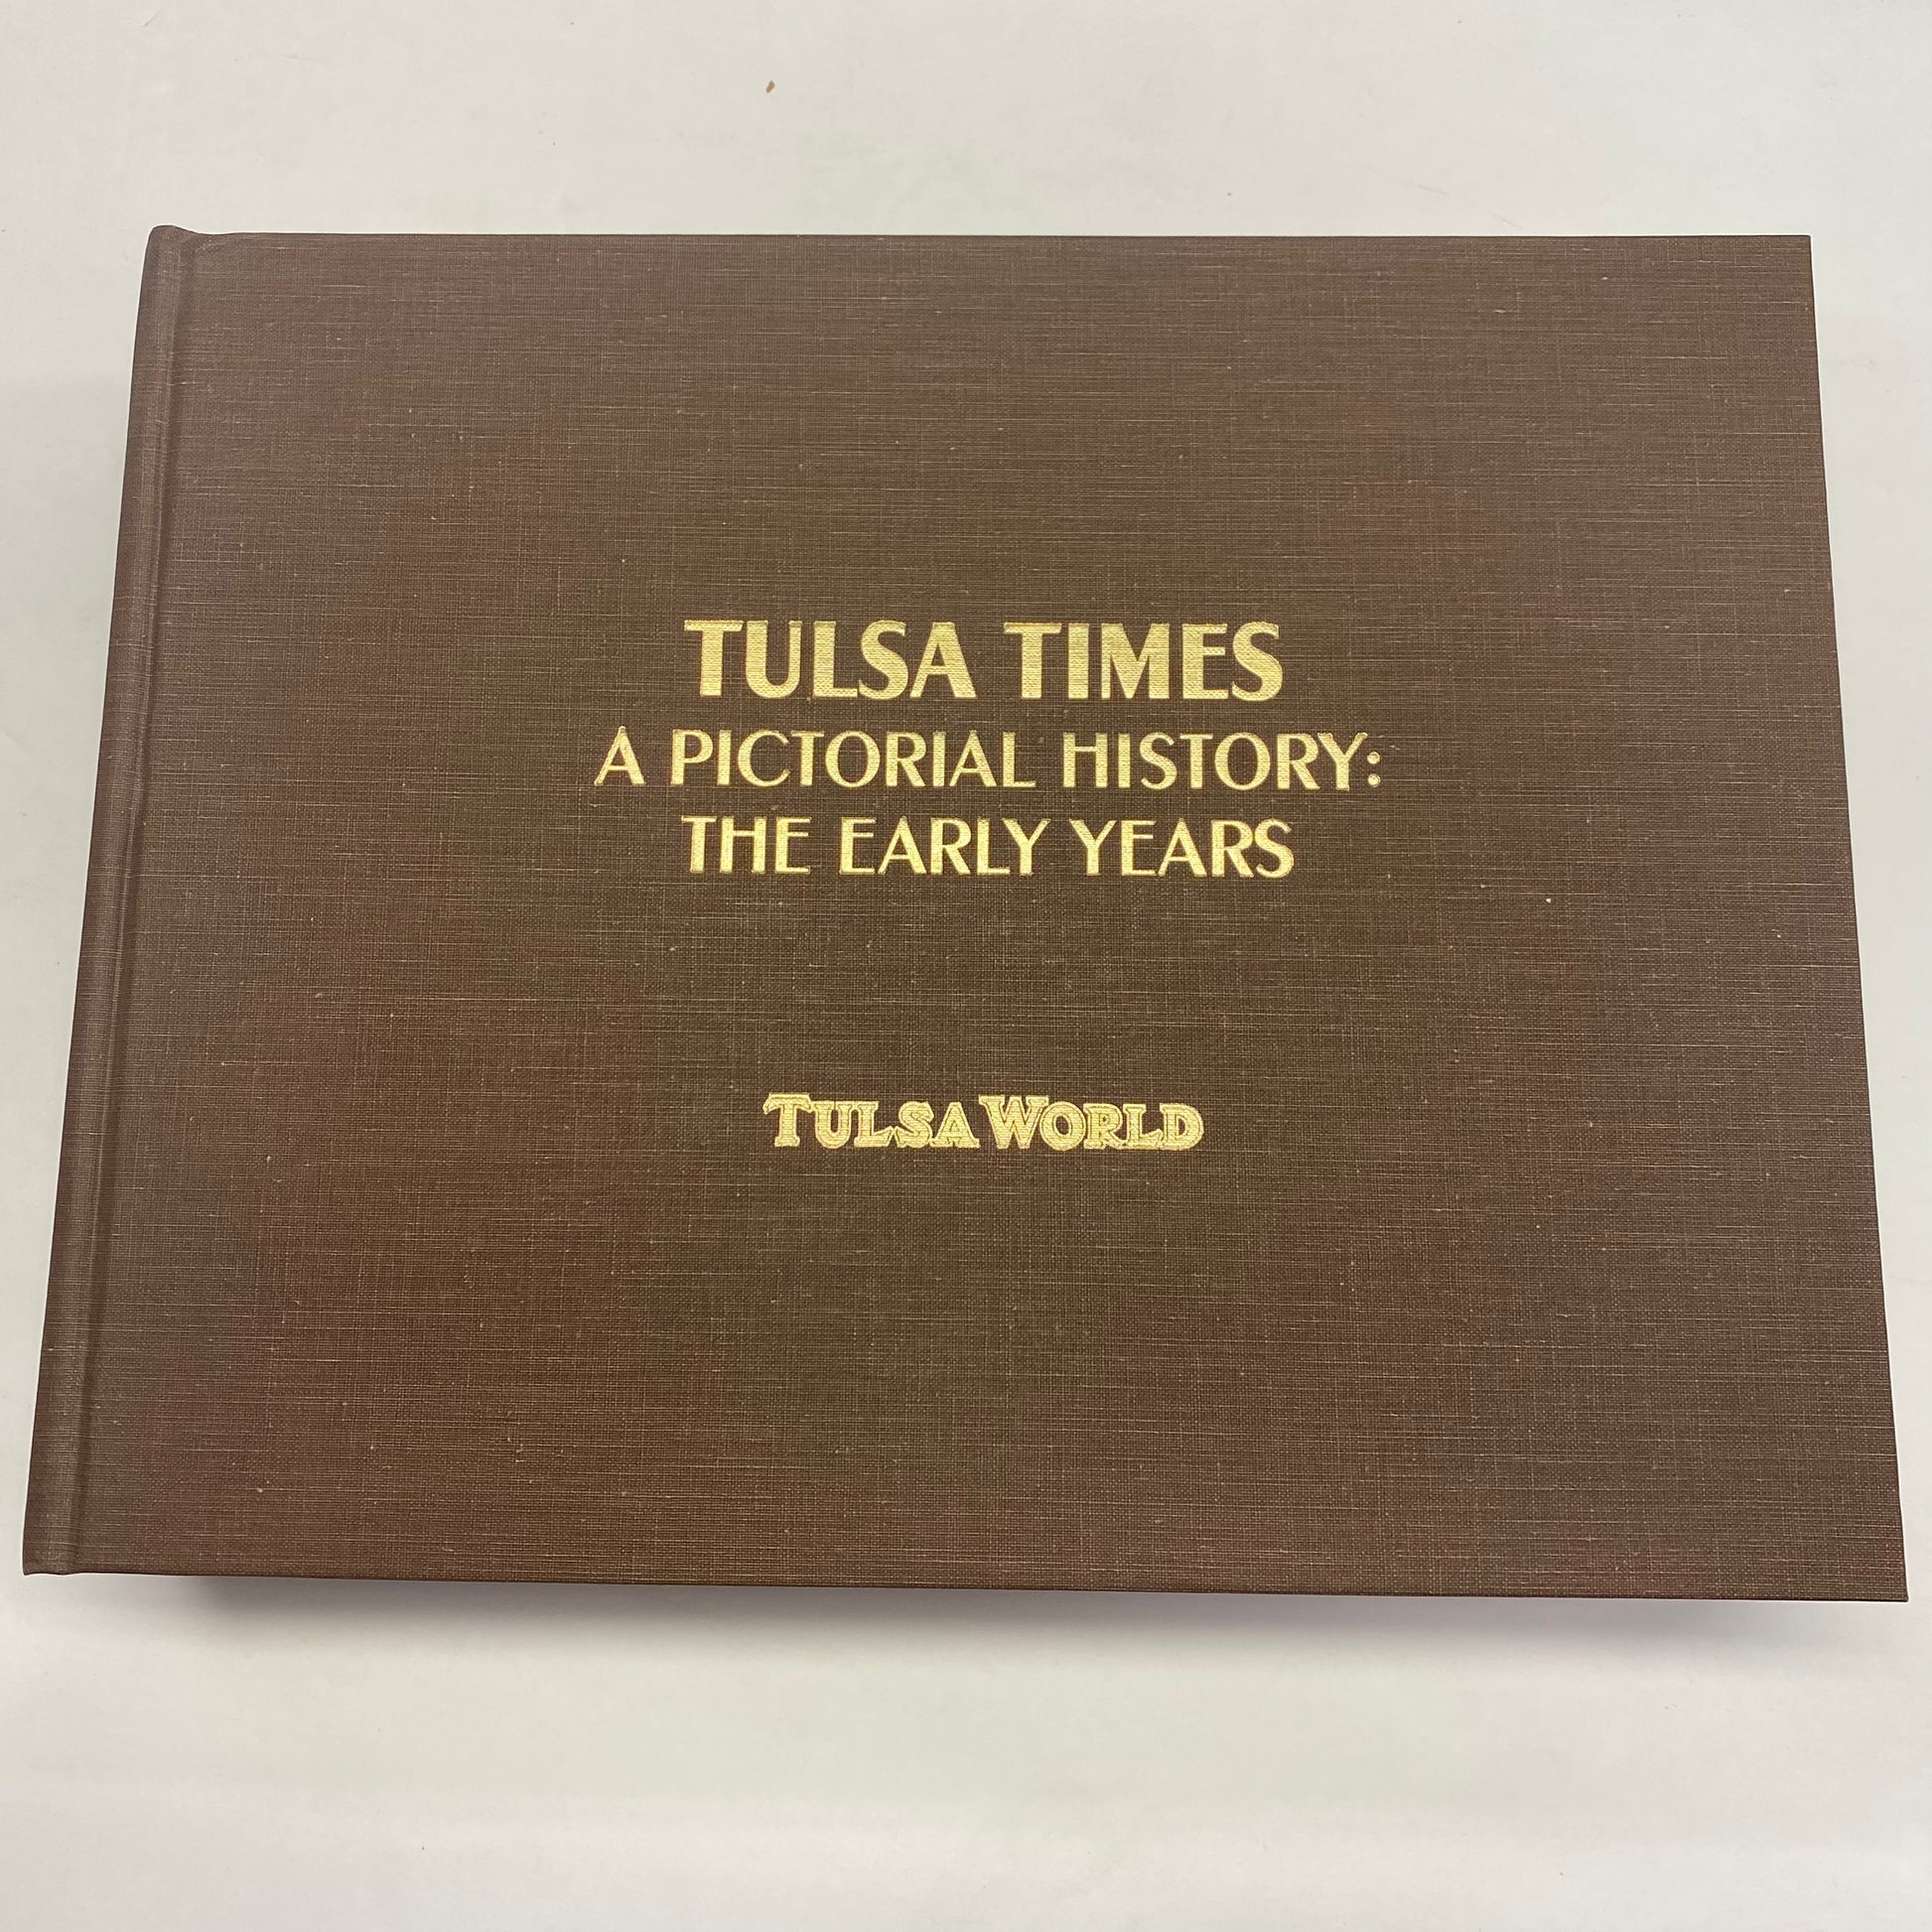 TULSA TIMES
A PICTORIAL HISTORY:
THE EARLY YEARS
TULSA WORLD